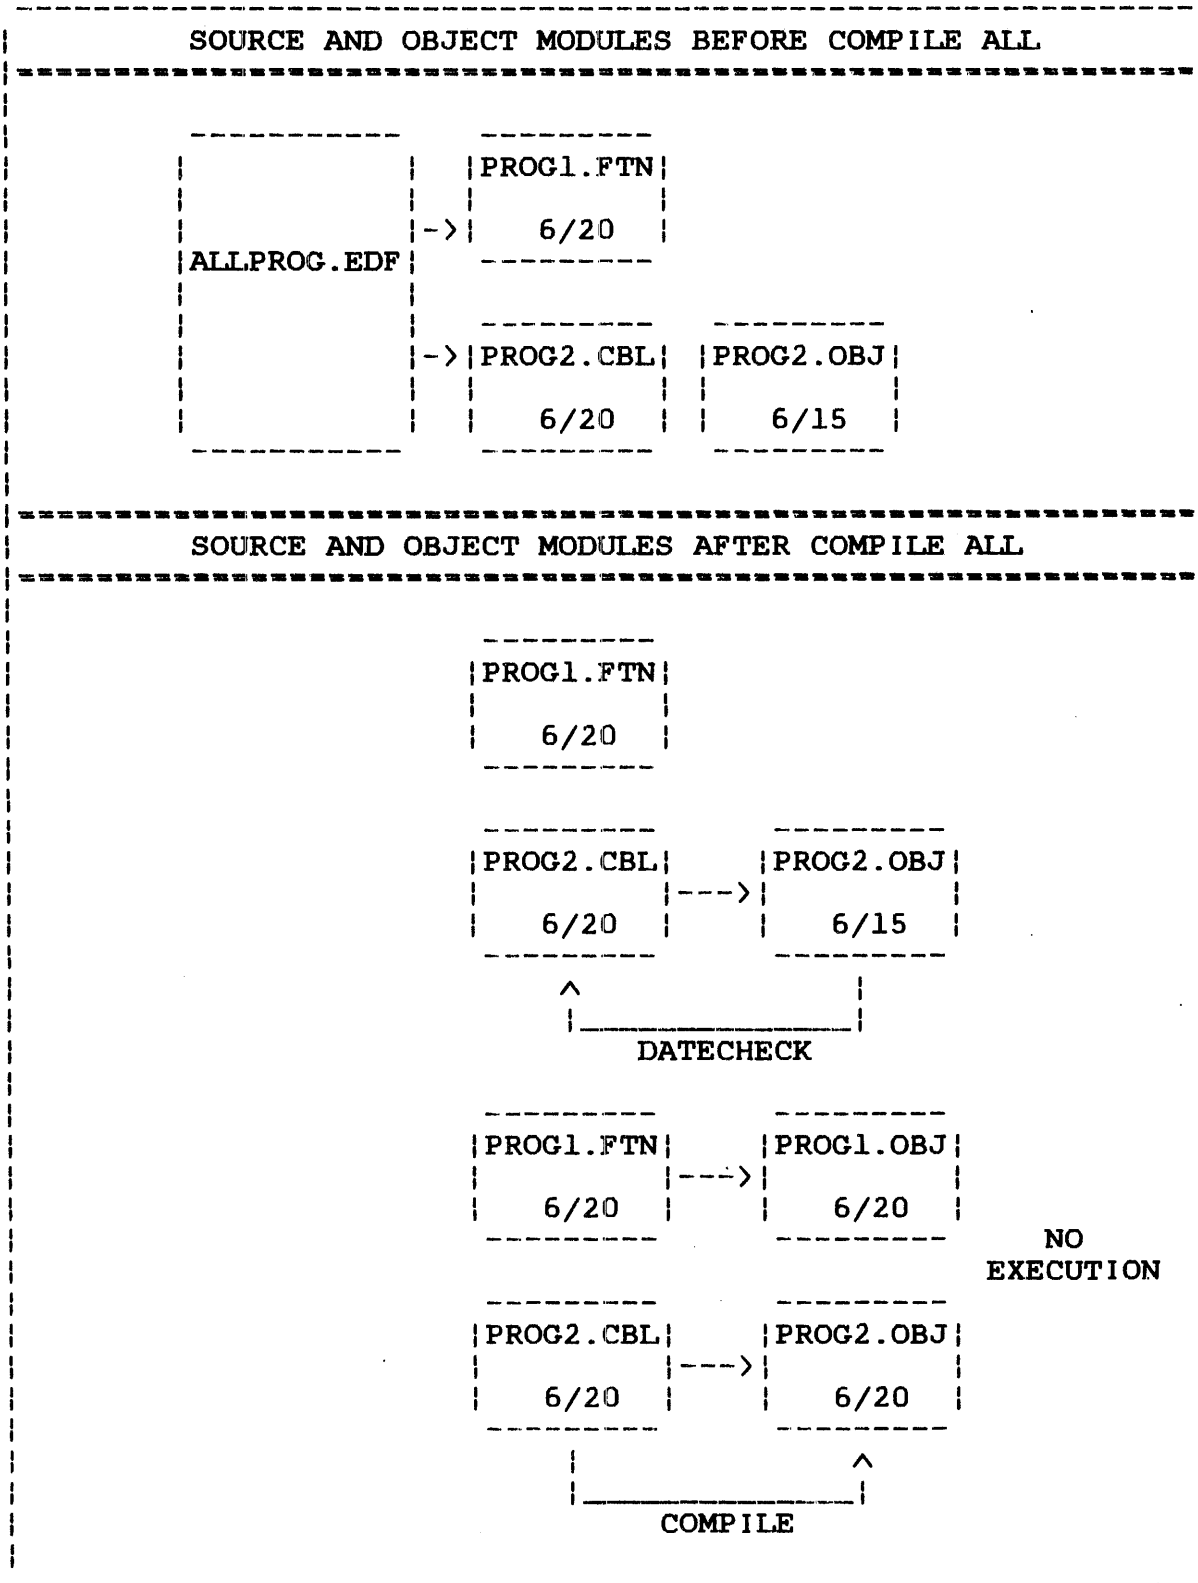 SOURCE AND OBJECT MODULES BEFORE COMPILE ALL
PROG1.FTN
6/20
ALLPROG.EDF
PROG2.CBL PROG2.OBJ
6/20 6/15
SOURCE AND OBJECT MODULES AFTER COMPILE ALL
PROG1.FTN
6/20
PROG2.CBL PROG2.OBJ
6/20 6/15
DATECHECK
PROG1.FTN PROG1.OBJ
6/20 6/20
NO
EXECUTION
PROG2.CBL PROG2.OBJ
6/20 6/20
COMPILE